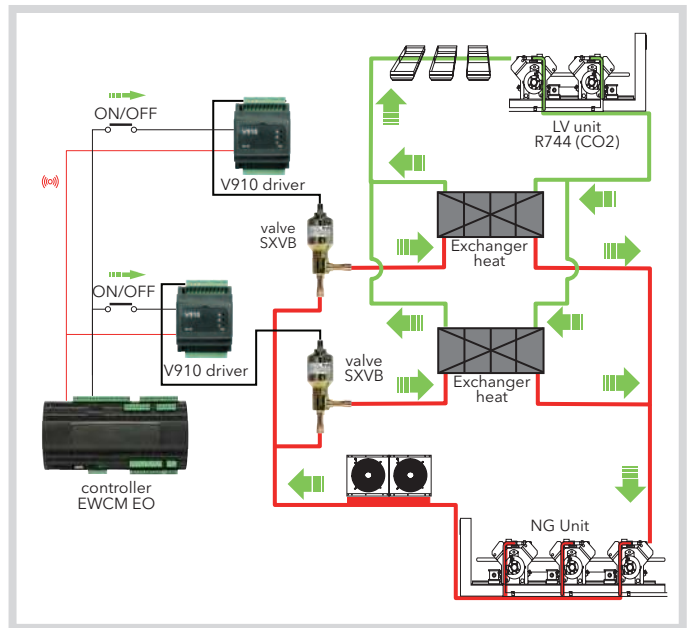 ON/OFF
V910
V910 driver
LV unit
R744 (CO2)
valve
SXVB
Exchanger
heat
ON/OFF
V910 driver
valve
SXVB
Exchanger
heat
controller
EWCM EO
NG Unit